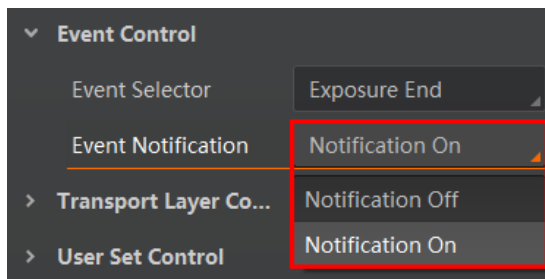 Event Control
Event Selector Exposure End
Event Notification Notification On
Transport Layer Co... Notification Off
Notification On
User Set Control